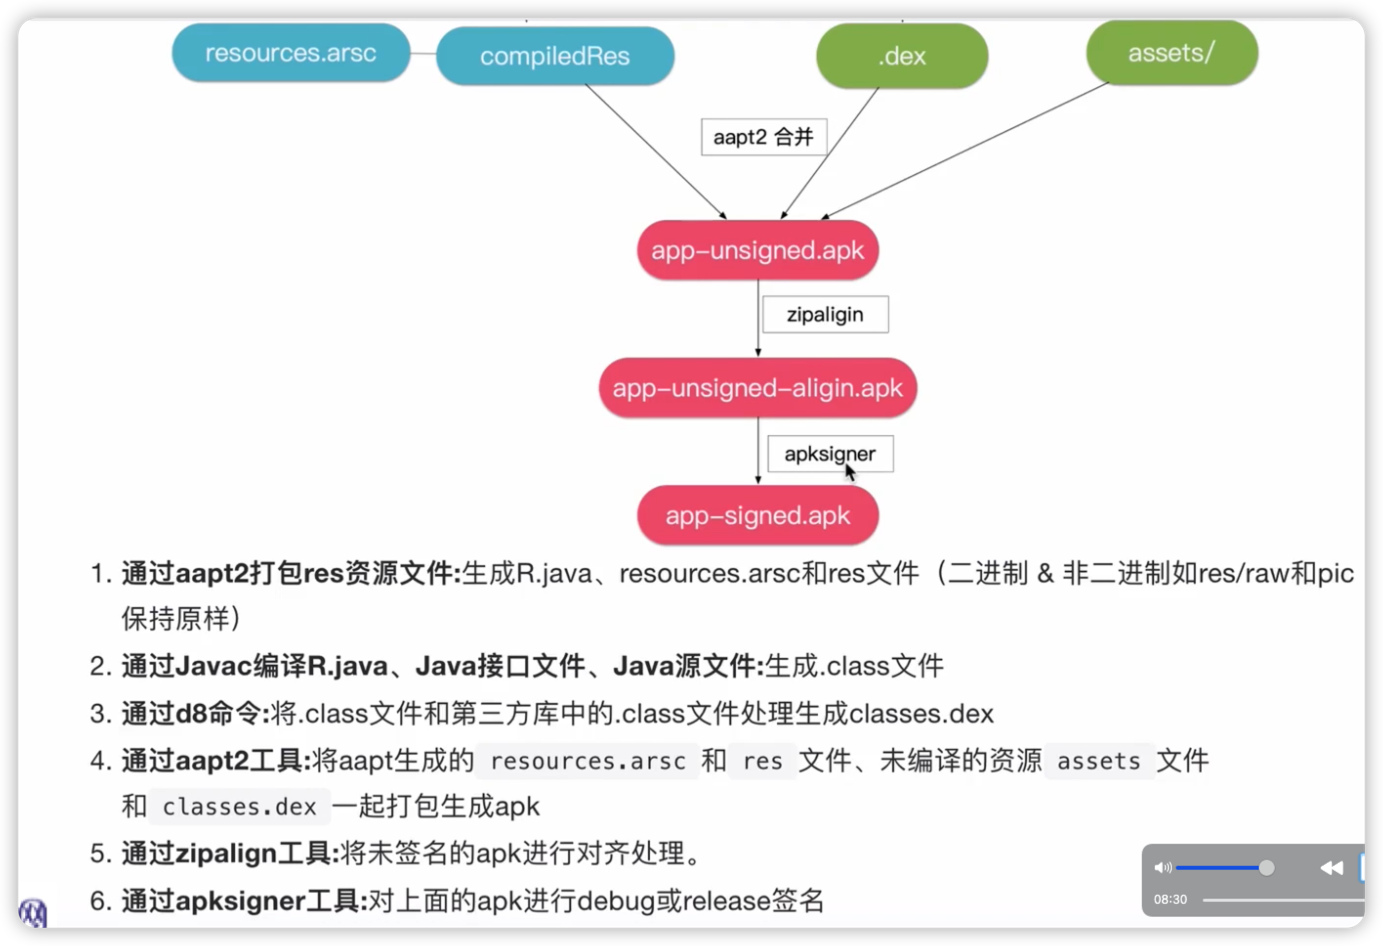 resources.arsc
compiledRes
.dex
assets/
aapt2 合并
app-unsigned.apk
zipaligin
app-unsigned-aligin.apk
apksigner
app-signed.apk
1. 通过aapt2打包res资源文件:生成R.java、resources.arsc和res文件（二进制 & 非二进制如res/raw和pic
保持原样）
2. 通过Javac编译R.java、Java接口文件、Java源文件:生成.class文件
3. 通过d8命令:将.class文件和第三方库中的.class文件处理生成classes.dex
4. 通过aapt2工具:将aapt生成的 resources.arsc 和 res 文件、未编译的资源 assets 文件
和 classes.dex 一起打包生成apk
5. 通过zipalign工具:将未签名的apk进行对齐处理。
6. 通过apksigner工具:对上面的apk进行debug或release签名
08:30